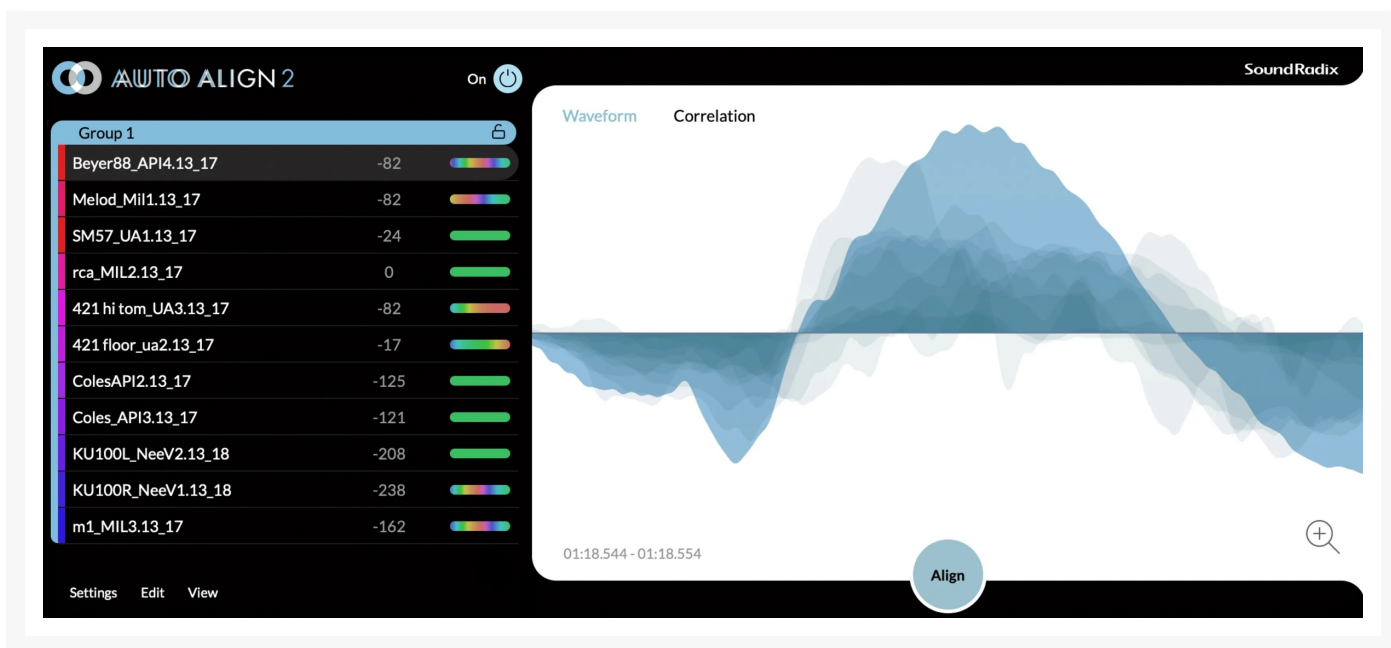 AUTO ALIGN 2
On
SoundRadix
Group 1
Beyer88_API4.13_17 -82
Melod_Mil1.13_17 -82
SM57_UA1.13_17 -24
rca_MIL2.13_17 0
421 hi tom_UA3.13_17 -82
421 floor_ua2.13_17 -17
ColesAPI2.13_17 -125
Coles_API3.13_17 -121
KU100L_NeeV2.13_18 -208
KU100R_NeeV1.13_18 -238
m1_MIL3.13_17 -162
Settings Edit View
Waveform Correlation
01:18.544 - 01:18.554
Align